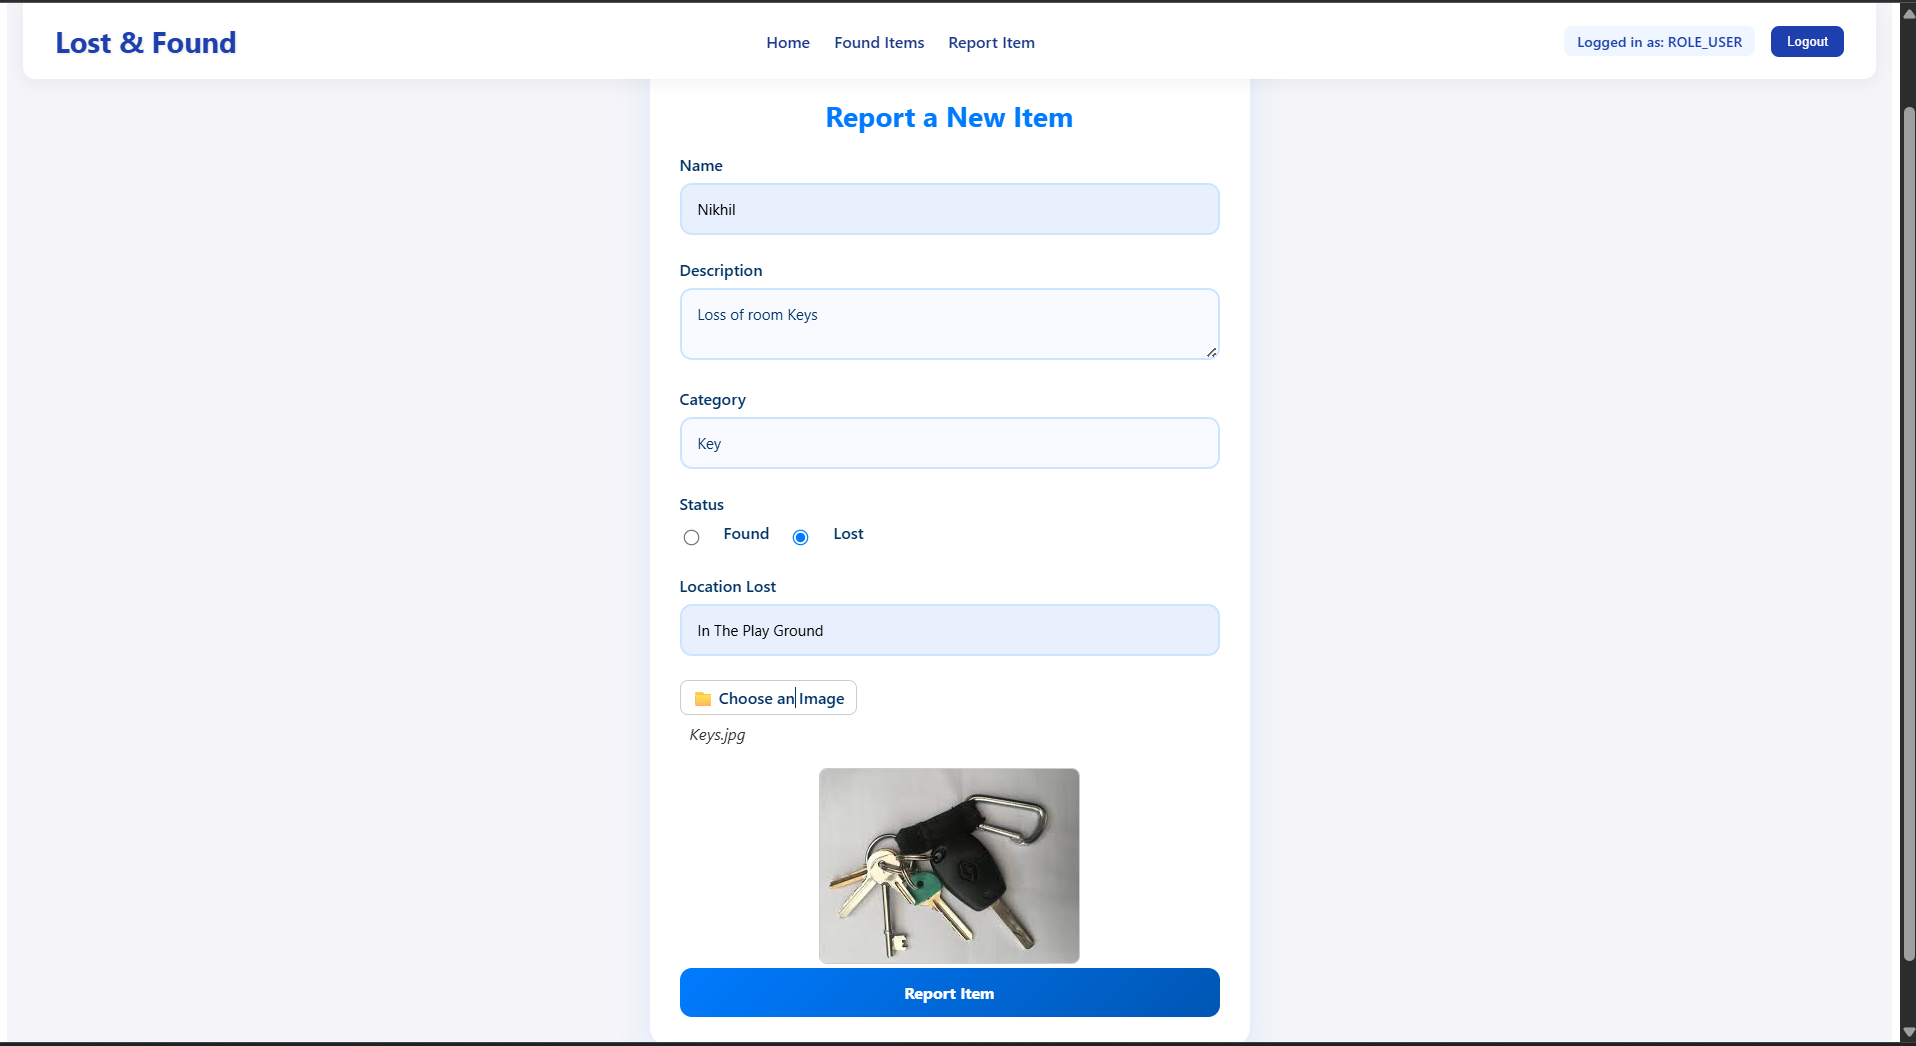 Lost & Found
Home Found Items Report Item
Logged in as: ROLE_USER Logout
Report a New Item
Name
Nikhil
Description
Loss of room Keys
Category
Key
Status
Found Lost
Location Lost
In The Play Ground
Choose an Image
Keys.jpg
Report Item